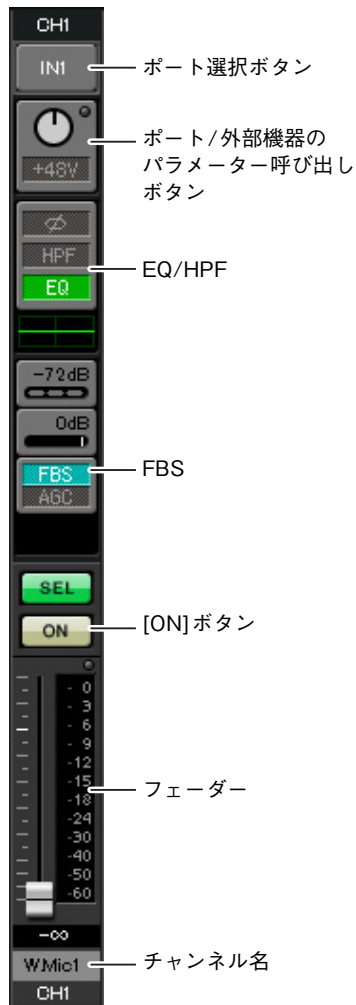 CH1
IN1
ポート選択ボタン
ポート/外部機器の
パラメーター呼び出し
ボタン
+48V
HPF
EQ
EQ/HPF
-72dB
0dB
FBS
AGC
FBS
SEL
ON
[ON]ボタン
- 0
- 3
- 6
- 9
-12
-15
-18
-24
-30
-40
-50
-60
フェーダー
-∞
W.Mic1
チャンネル名
CH1